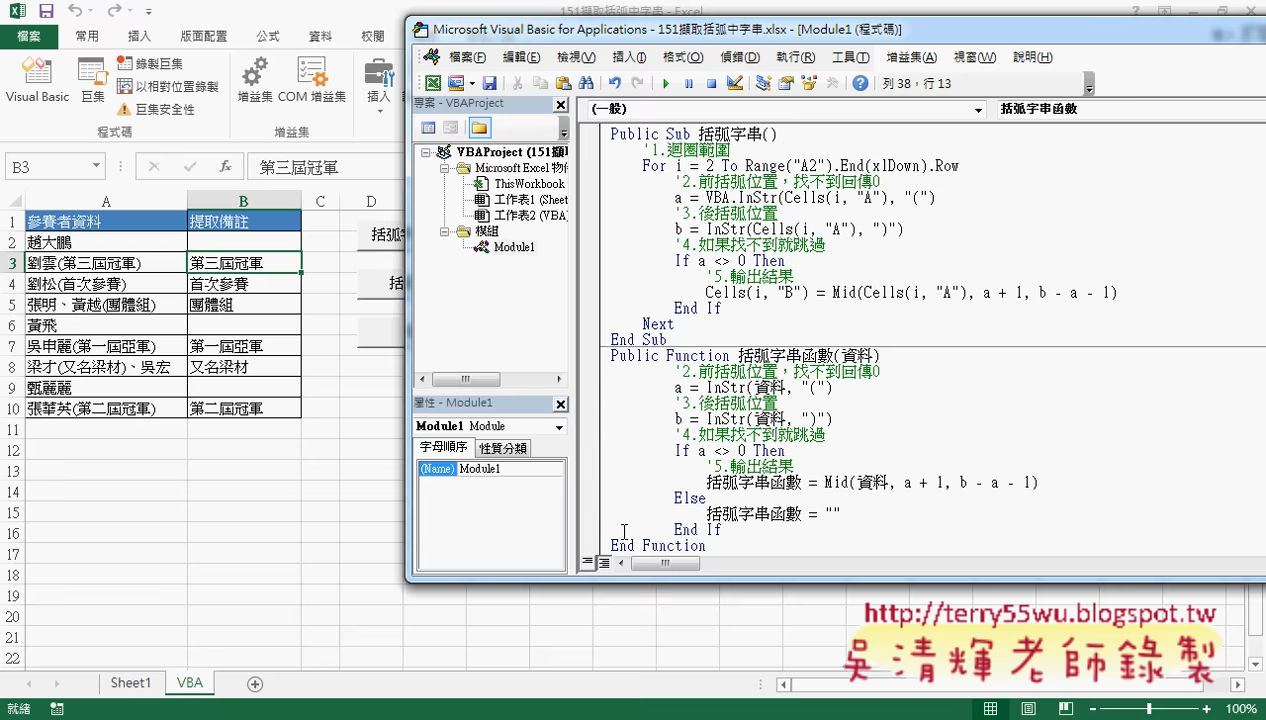 151擷取括弧中字串 - Excel
檔案 常用 插入 版面配置 公式 資料 校閱
Visual Basic 巨集 錄製巨集 以相對位置錄製 巨集安全性
程式碼
增益集 COM 增益集
增益集
插入
B3 fx 第三屆冠軍
A B C D
1 參賽者資料 提取備註
2 趙大鵬
3 劉雲(第三屆冠軍) 第三屆冠軍
4 劉松(首次參賽) 首次參賽
5 張明、黃越(團體組) 團體組
6 黃飛
7 吳申麗(第一屆亞軍) 第一屆亞軍
8 梁才(又名梁材)、吳宏 又名梁材
9 甄麗麗
10 張華英(第二屆冠軍) 第二屆冠軍
11
12
13
14
15
16
17
18
19
20
21
22
Sheet1 VBA
就緒
100%
Microsoft Visual Basic for Applications - 151擷取括弧中字串.xlsx - [Module1 (程式碼)]
檔案(F) 編輯(E) 檢視(V) 插入(I) 格式(O) 偵錯(D) 執行(R) 工具(T) 增益集(A) 視窗(W) 說明(H)
列 38，行 13
專案 - VBAProject
VBAProject (151擷
Microsoft Excel 物件
ThisWorkbook
工作表1 (Sheet
工作表2 (VBA)
模組
Module1
屬性 - Module1
Module1 Module
字母順序 性質分類
(Name) Module1
(一般) 括弧字串函數
Public Sub 括弧字串()
'1.迴圈範圍
For i = 2 To Range("A2").End(xlDown).Row
'2.前括弧位置，找不到回傳0
a = VBA.InStr(Cells(i, "A"), "(")
'3.後括弧位置
b = InStr(Cells(i, "A"), ")")
'4.如果找不到就跳過
If a <> 0 Then
'5.輸出結果
Cells(i, "B") = Mid(Cells(i, "A"), a + 1, b - a - 1)
End If
Next
End Sub
Public Function 括弧字串函數(資料)
'2.前括弧位置，找不到回傳0
a = InStr(資料, "(")
'3.後括弧位置
b = InStr(資料, ")")
'4.如果找不到就跳過
If a <> 0 Then
'5.輸出結果
括弧字串函數 = Mid(資料, a + 1, b - a - 1)
Else
括弧字串函數 = ""
End If
End Function
http://terry55wu.blogspot.tw
吳清輝老師錄製